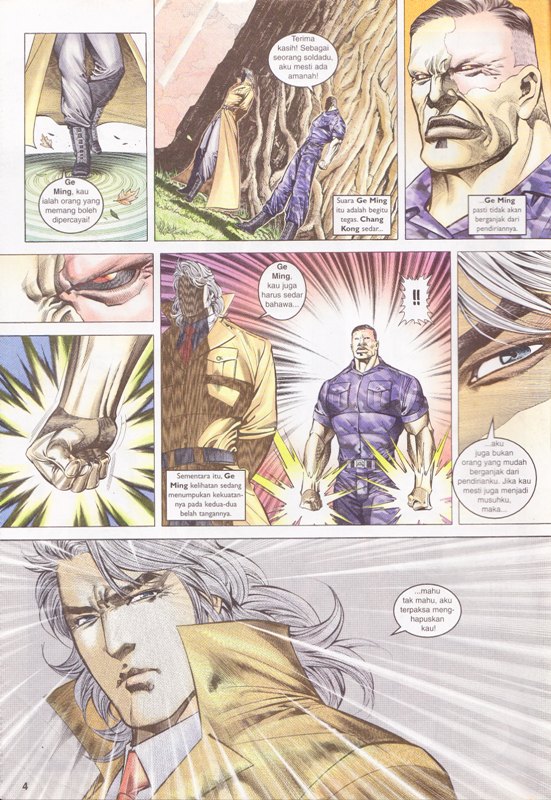 Ge
Ming, kau
ialah orang yang
memang boleh
dipercayai!
Terima
kasih! Sebagai
seorang soldadu,
aku mesti ada
amanah!
Suara Ge Ming
itu adalah begitu
tegas. Chang
Kong sedar...
...Ge Ming
pasti tidak akan
berganjak dari
pendiriannya.
Ge
Ming,
kau juga
harus sedar
bahawa...
!!
Sementara itu, Ge
Ming kelihatan sedang
menumpukan kekuatan-
nya pada kedua-dua
belah tangannya.
...aku
juga bukan
orang yang mudah
berganjak dari
pendirianku. Jika kau
mesti juga menjadi
musuhku,
maka...
...mahu
tak mahu, aku
terpaksa meng-
hapuskan
kau!
4